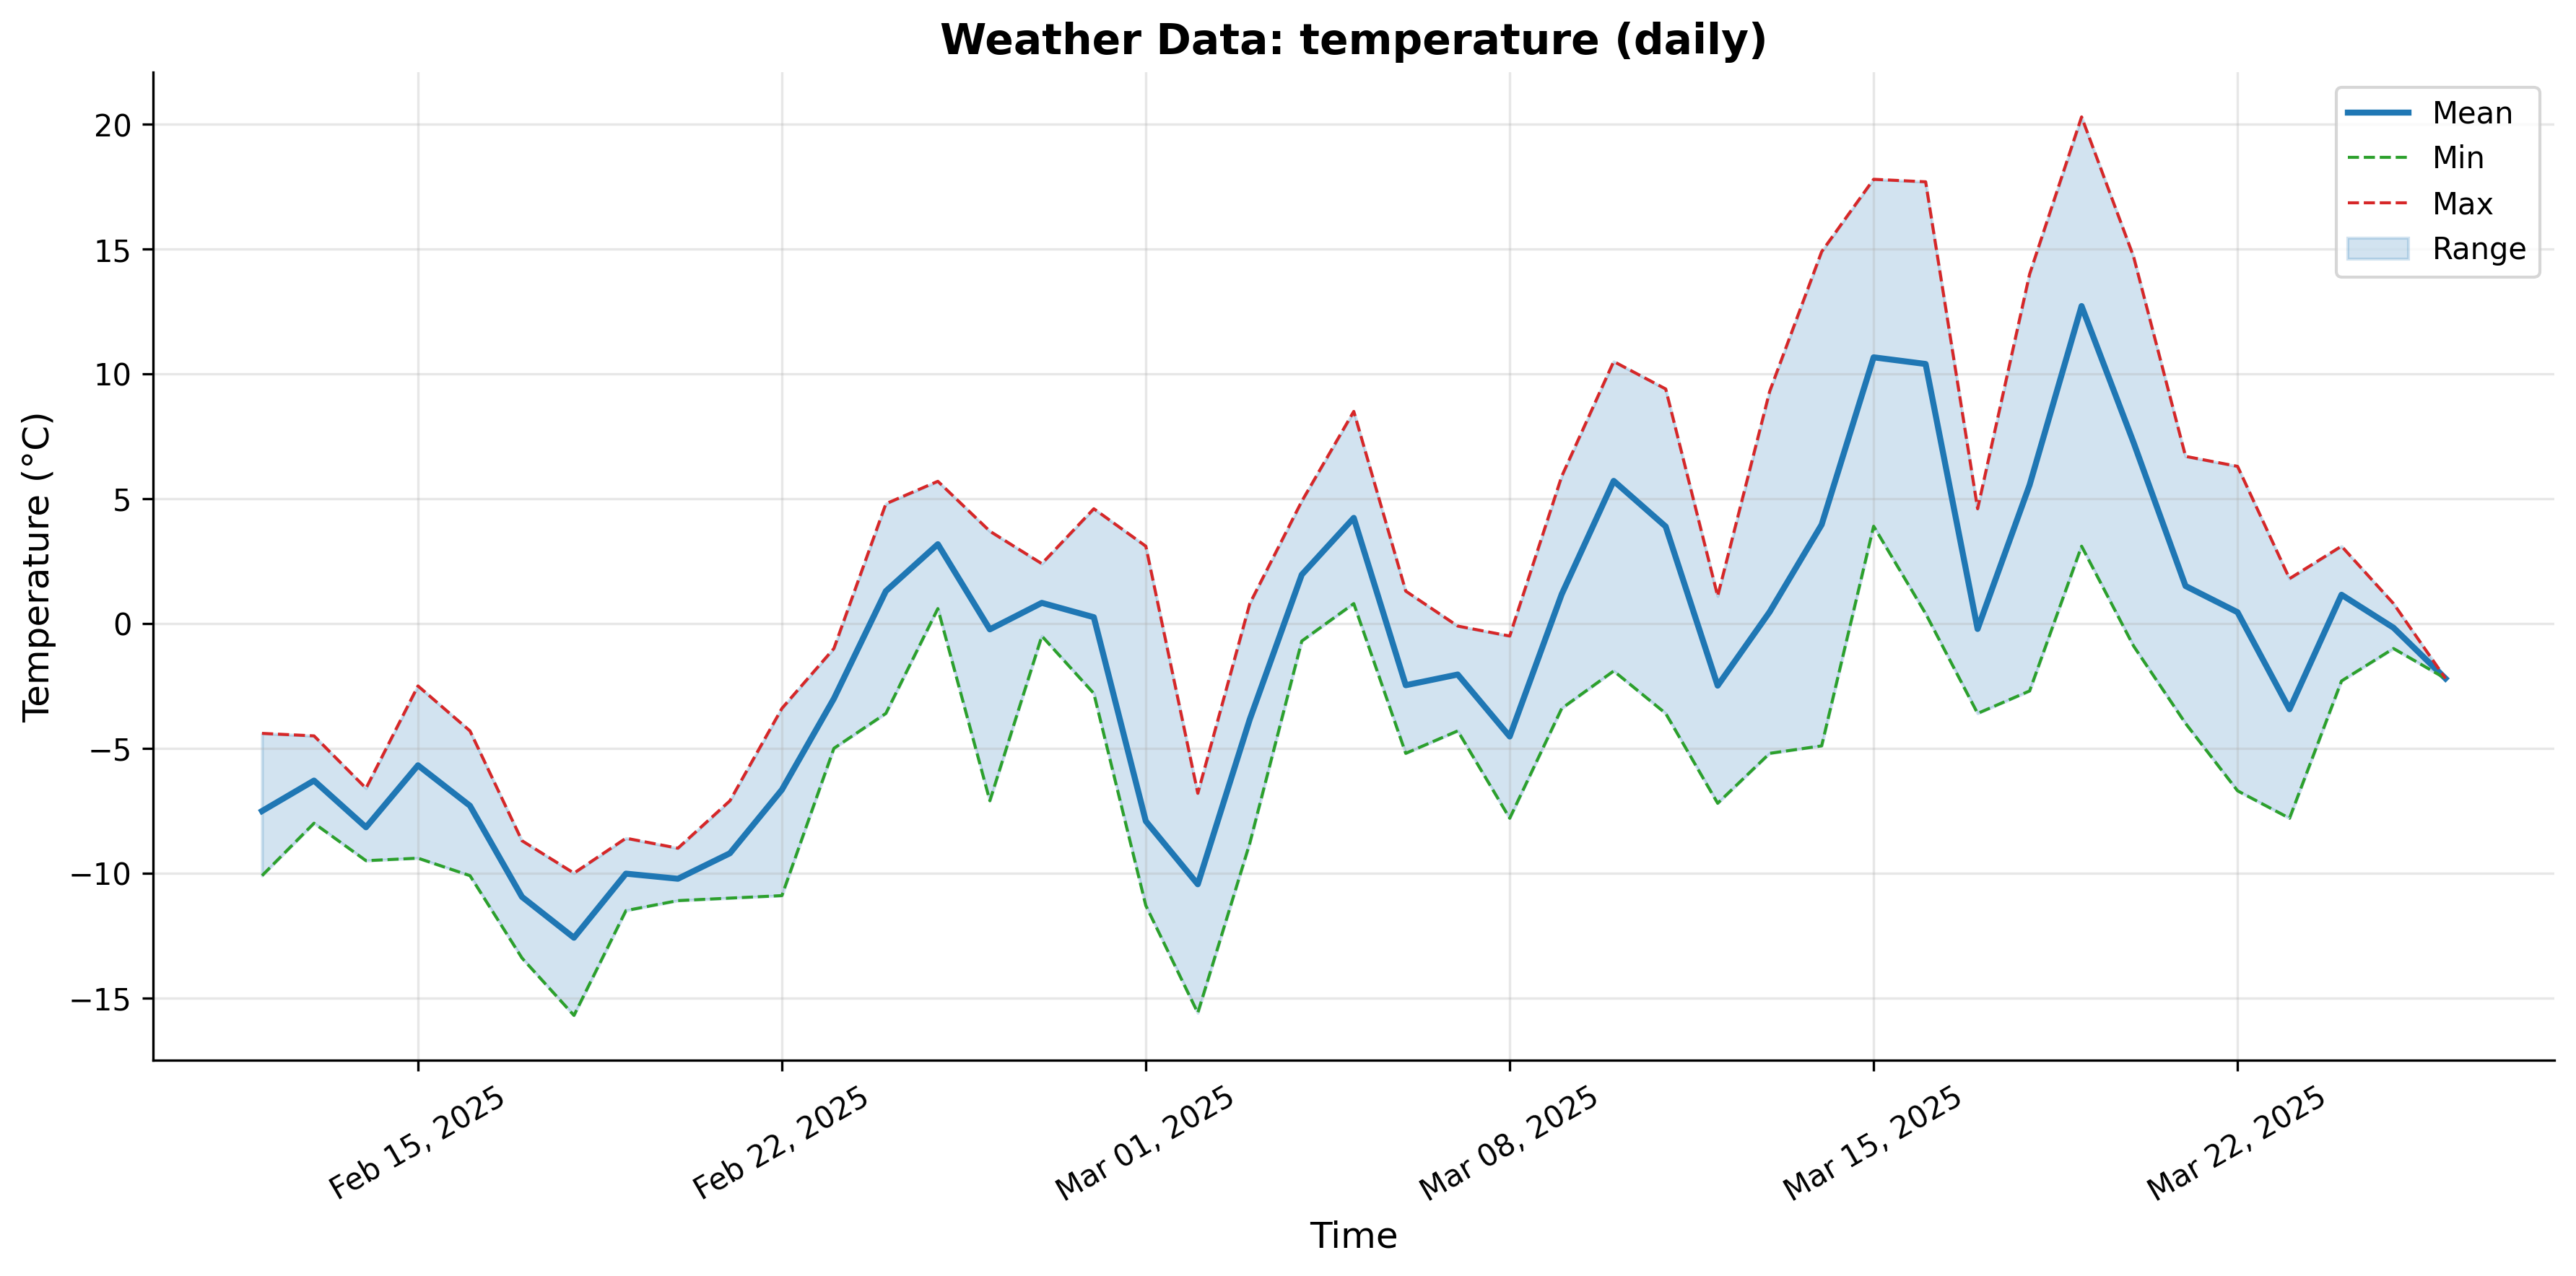 Weather Data: temperature (daily)
Temperature (°C)
20
15
10
5
0
−5
−10
−15
Mean
Min
Max
Range
Feb 15, 2025
Feb 22, 2025
Mar 01, 2025
Mar 08, 2025
Mar 15, 2025
Mar 22, 2025
Time